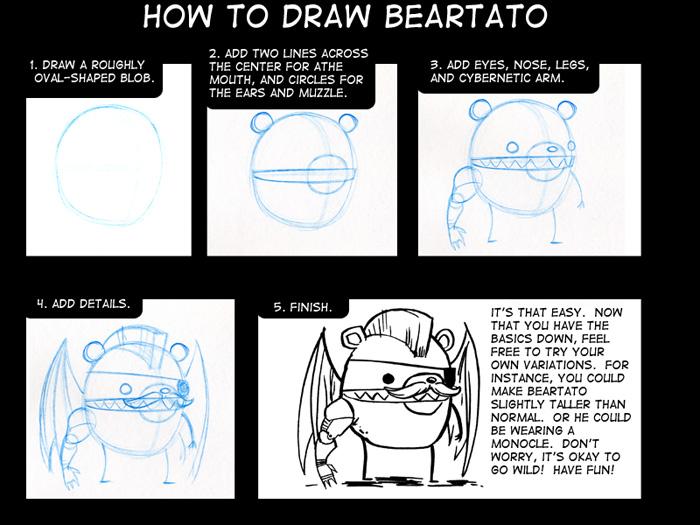 HOW TO DRAW BEARTATO
1. DRAW A ROUGHLY
OVAL-SHAPED BLOB.
2. ADD TWO LINES ACROSS
THE CENTER FOR ATHE
MOUTH, AND CIRCLES FOR
THE EARS AND MUZZLE.
3. ADD EYES, NOSE, LEGS,
AND CYBERNETIC ARM.
4. ADD DETAILS.
5. FINISH.
IT'S THAT EASY. NOW
THAT YOU HAVE THE
BASICS DOWN, FEEL
FREE TO TRY YOUR
OWN VARIATIONS. FOR
INSTANCE, YOU COULD
MAKE BEARTATO
SLIGHTLY TALLER THAN
NORMAL. OR HE COULD
BE WEARING A
MONOCLE. DON'T
WORRY, IT'S OKAY TO
GO WILD! HAVE FUN!